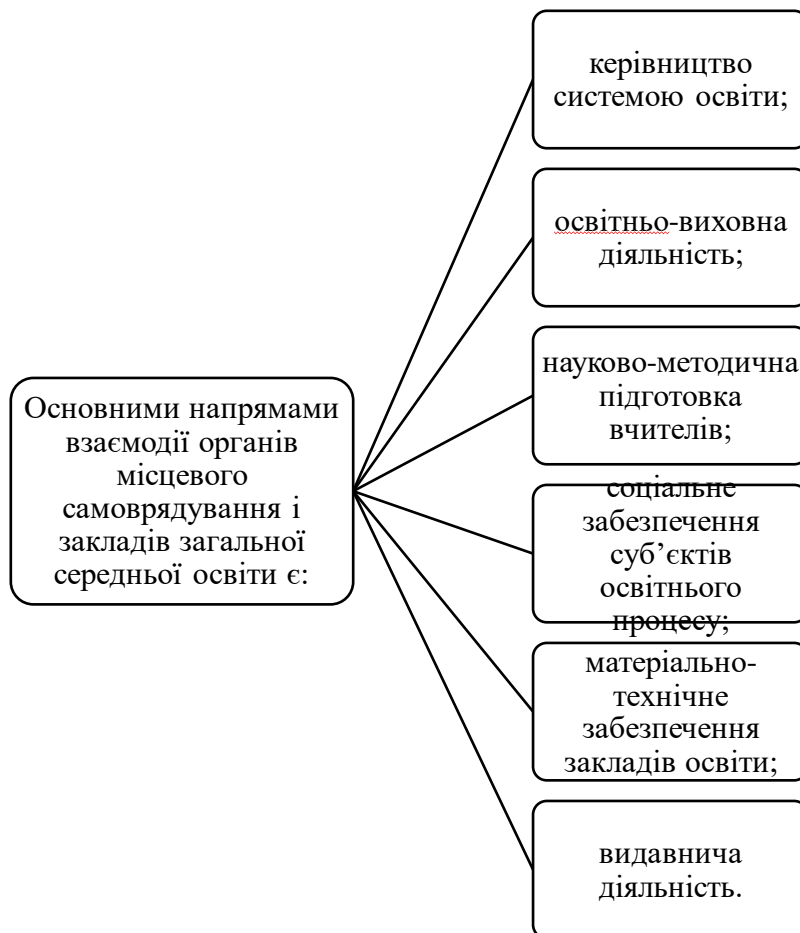 Основними напрямами
взаємодії органів
місцевого
самоврядування і
закладів загальної
середньої освіти є:
керівництво
системою освіти;
освітньо-виховна
діяльність;
науково-методична
підготовка
вчителів;
соціальне
забезпечення
суб’єктів
освітнього
процесу;
матеріально-
технічне
забезпечення
закладів освіти;
видавнича
діяльність.